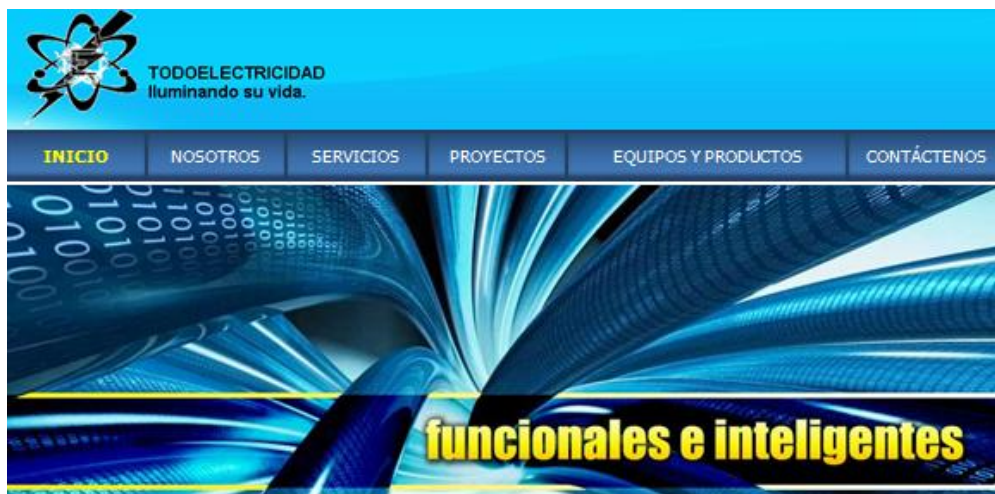 TODOELECTRICIDAD
Iluminando su vida.
INICIO NOSOTROS SERVICIOS PROYECTOS EQUIPOS Y PRODUCTOS CONTÁCTENOS
funcionales e inteligentes